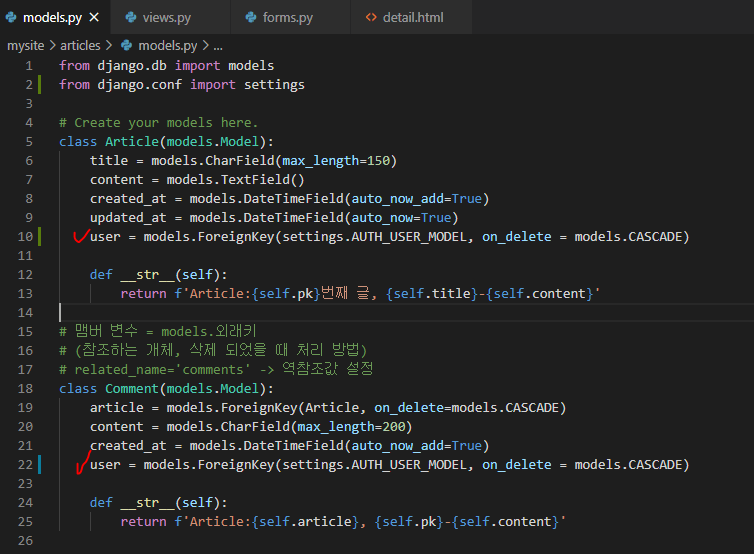 models.py
views.py
forms.py
detail.html
mysite > articles > models.py > ...
1 from django.db import models
2 from django.conf import settings
3
4 # Create your models here.
5 class Article(models.Model):
6     title = models.CharField(max_length=150)
7     content = models.TextField()
8     created_at = models.DateTimeField(auto_now_add=True)
9     updated_at = models.DateTimeField(auto_now=True)
10     user = models.ForeignKey(settings.AUTH_USER_MODEL, on_delete = models.CASCADE)
11
12     def __str__(self):
13         return f'Article:{self.pk}번째 글, {self.title}-{self.content}'
14
15 # 맴버 변수 = models.외래키
16 # (참조하는 개체, 삭제 되었을 때 처리 방법)
17 # related_name='comments' -> 역참조값 설정
18 class Comment(models.Model):
19     article = models.ForeignKey(Article, on_delete=models.CASCADE)
20     content = models.CharField(max_length=200)
21     created_at = models.DateTimeField(auto_now_add=True)
22     user = models.ForeignKey(settings.AUTH_USER_MODEL, on_delete = models.CASCADE)
23
24     def __str__(self):
25         return f'Article:{self.article}, {self.pk}-{self.content}'
26